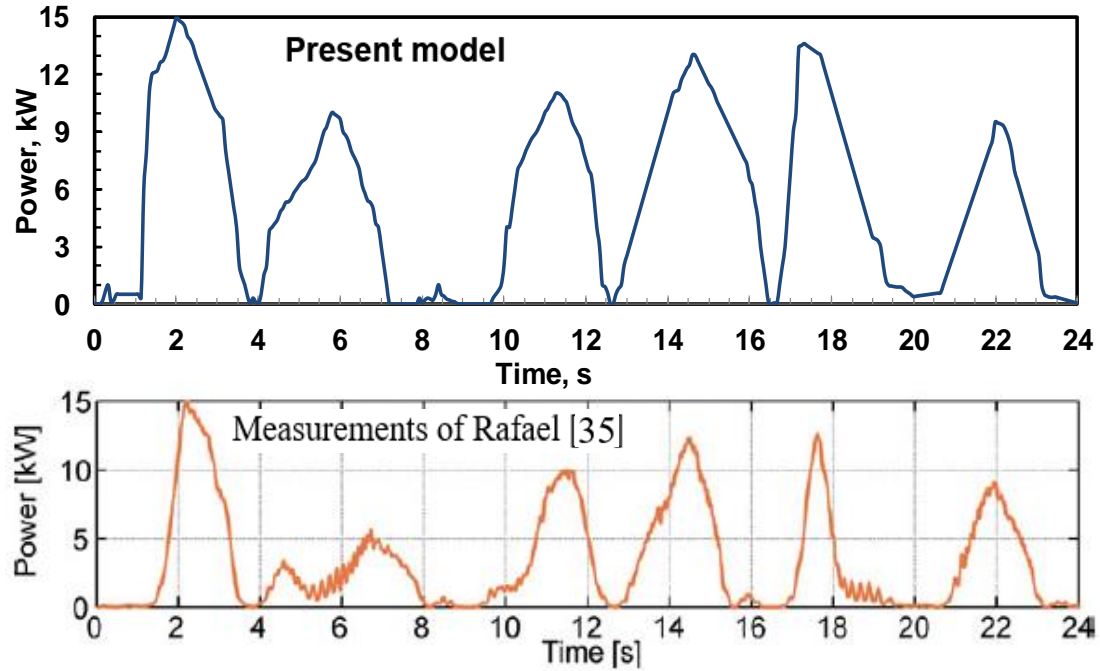 15
Present model
12
9
6
3
0
Power, kW
0 2 4 6 8 10 12 14 16 18 20 22 24
Time, s
15
Measurements of Rafael [35]
10
5
0
Power [kW]
0 2 4 6 8 10 12 14 16 18 20 22 24
Time [s]